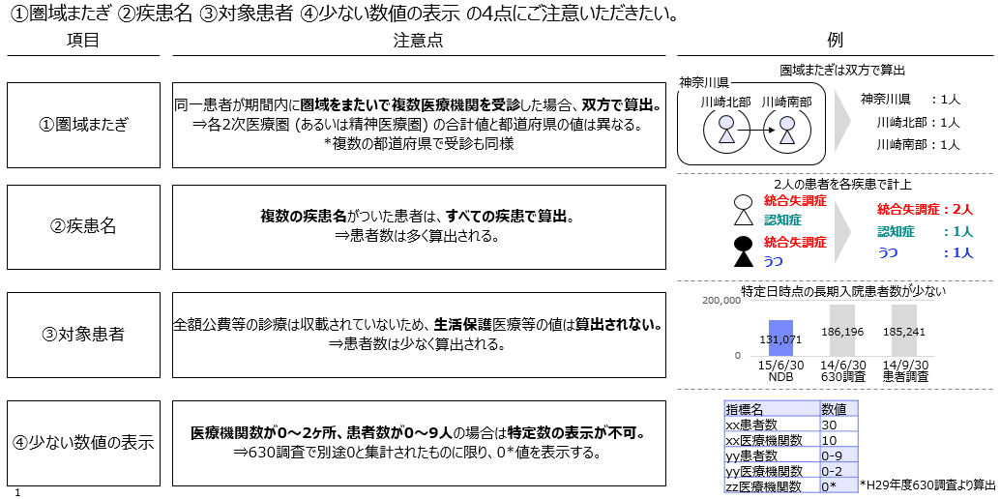 ①圏域またぎ ②疾患名 ③対象患者 ④少ない数値の表示 の4点にご注意いただきたい。
項目
注意点
例
①圏域またぎ
同一患者が期間内に圏域をまたいで複数医療機関を受診した場合、双方で算出。
⇒各2次医療圏 (あるいは精神医療圏) の合計値と都道府県の値は異なる。
*複数の都道府県で受診も同様
圏域またぎは双方で算出
神奈川県
川崎北部 川崎南部
神奈川県 ：1人
川崎北部：1人
川崎南部：1人
②疾患名
複数の疾患名がついた患者は、すべての疾患で算出。
⇒患者数は多く算出される。
2人の患者を各疾患で計上
統合失調症
認知症
統合失調症
うつ
統合失調症：2人
認知症 ：1人
うつ ：1人
③対象患者
全額公費等の診療は収載されていないため、生活保護医療等の値は算出されない。
⇒患者数は少なく算出される。
特定日時点の長期入院患者数が少ない
200,000
0
131,071
186,196
185,241
15/6/30
NDB
14/6/30
630調査
14/9/30
患者調査
④少ない数値の表示
医療機関数が0～2ヶ所、患者数が0～9人の場合は特定数の表示が不可。
⇒630調査で別途0と集計されたものに限り、0*値を表示する。
指標名 数値
xx患者数 30
xx医療機関数 10
yy患者数 0-9
yy医療機関数 0-2
zz医療機関数 0*
*H29年度630調査より算出
1